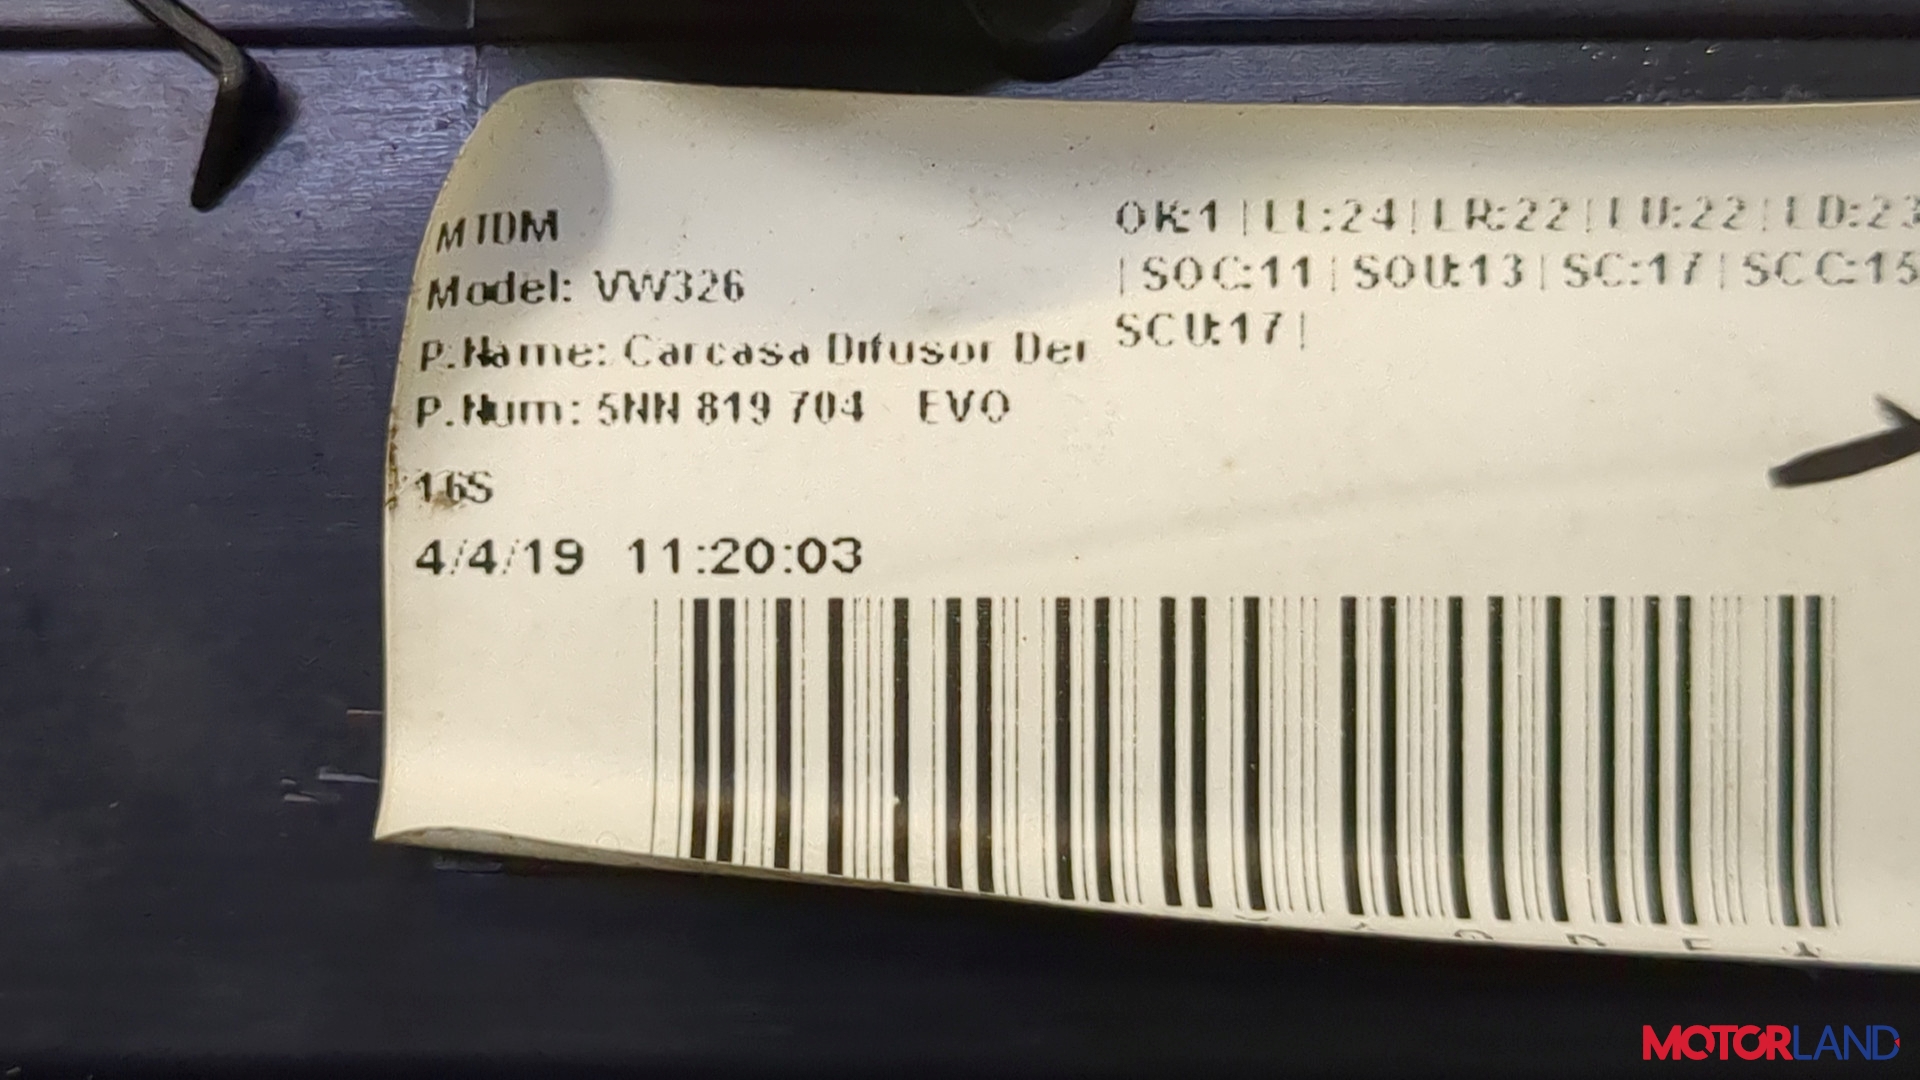 MIDM
Model: VW326
P.Name: Carcasa Difusor Der
P.Num: 5NN 819 704 EVO
16S
4/4/19 11:20:03
OK:1 | LL:24 | LR:22 | LU:22 | LD:23
| SOC:11 | SOU:13 | SC:17 | SCC:15
SCU:17 |
MOTORLAND